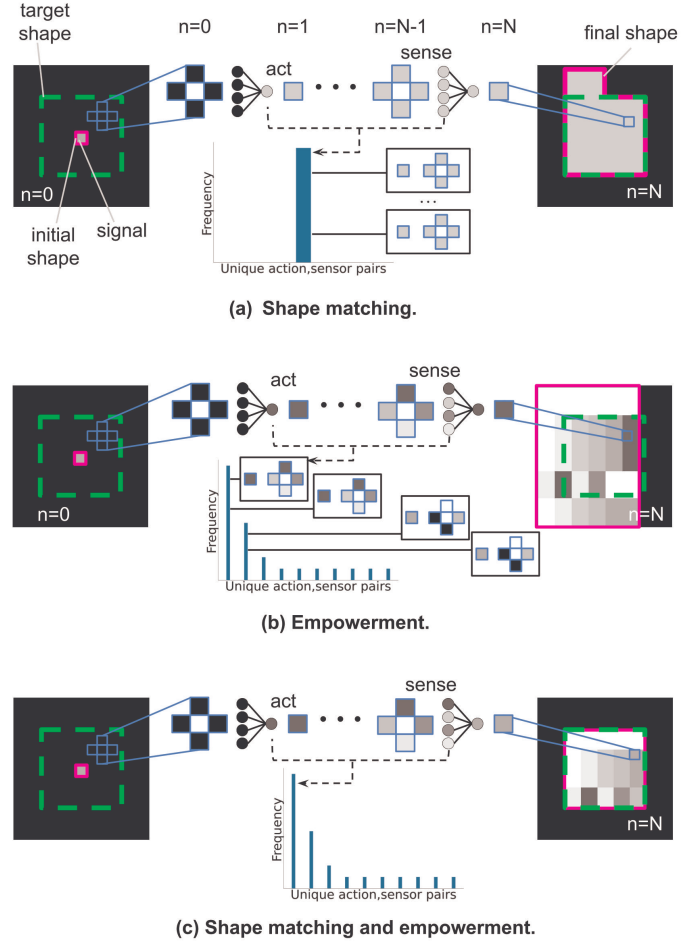 target shape
n=0
n=1
n=N-1
n=N
act
sense
final shape
n=0
initial shape
signal
n=N
Frequency
...
Unique action,sensor pairs
(a) Shape matching.
act
sense
n=0
n=N
Frequency
Unique action,sensor pairs
(b) Empowerment.
act
sense
n=N
Frequency
Unique action,sensor pairs
(c) Shape matching and empowerment.